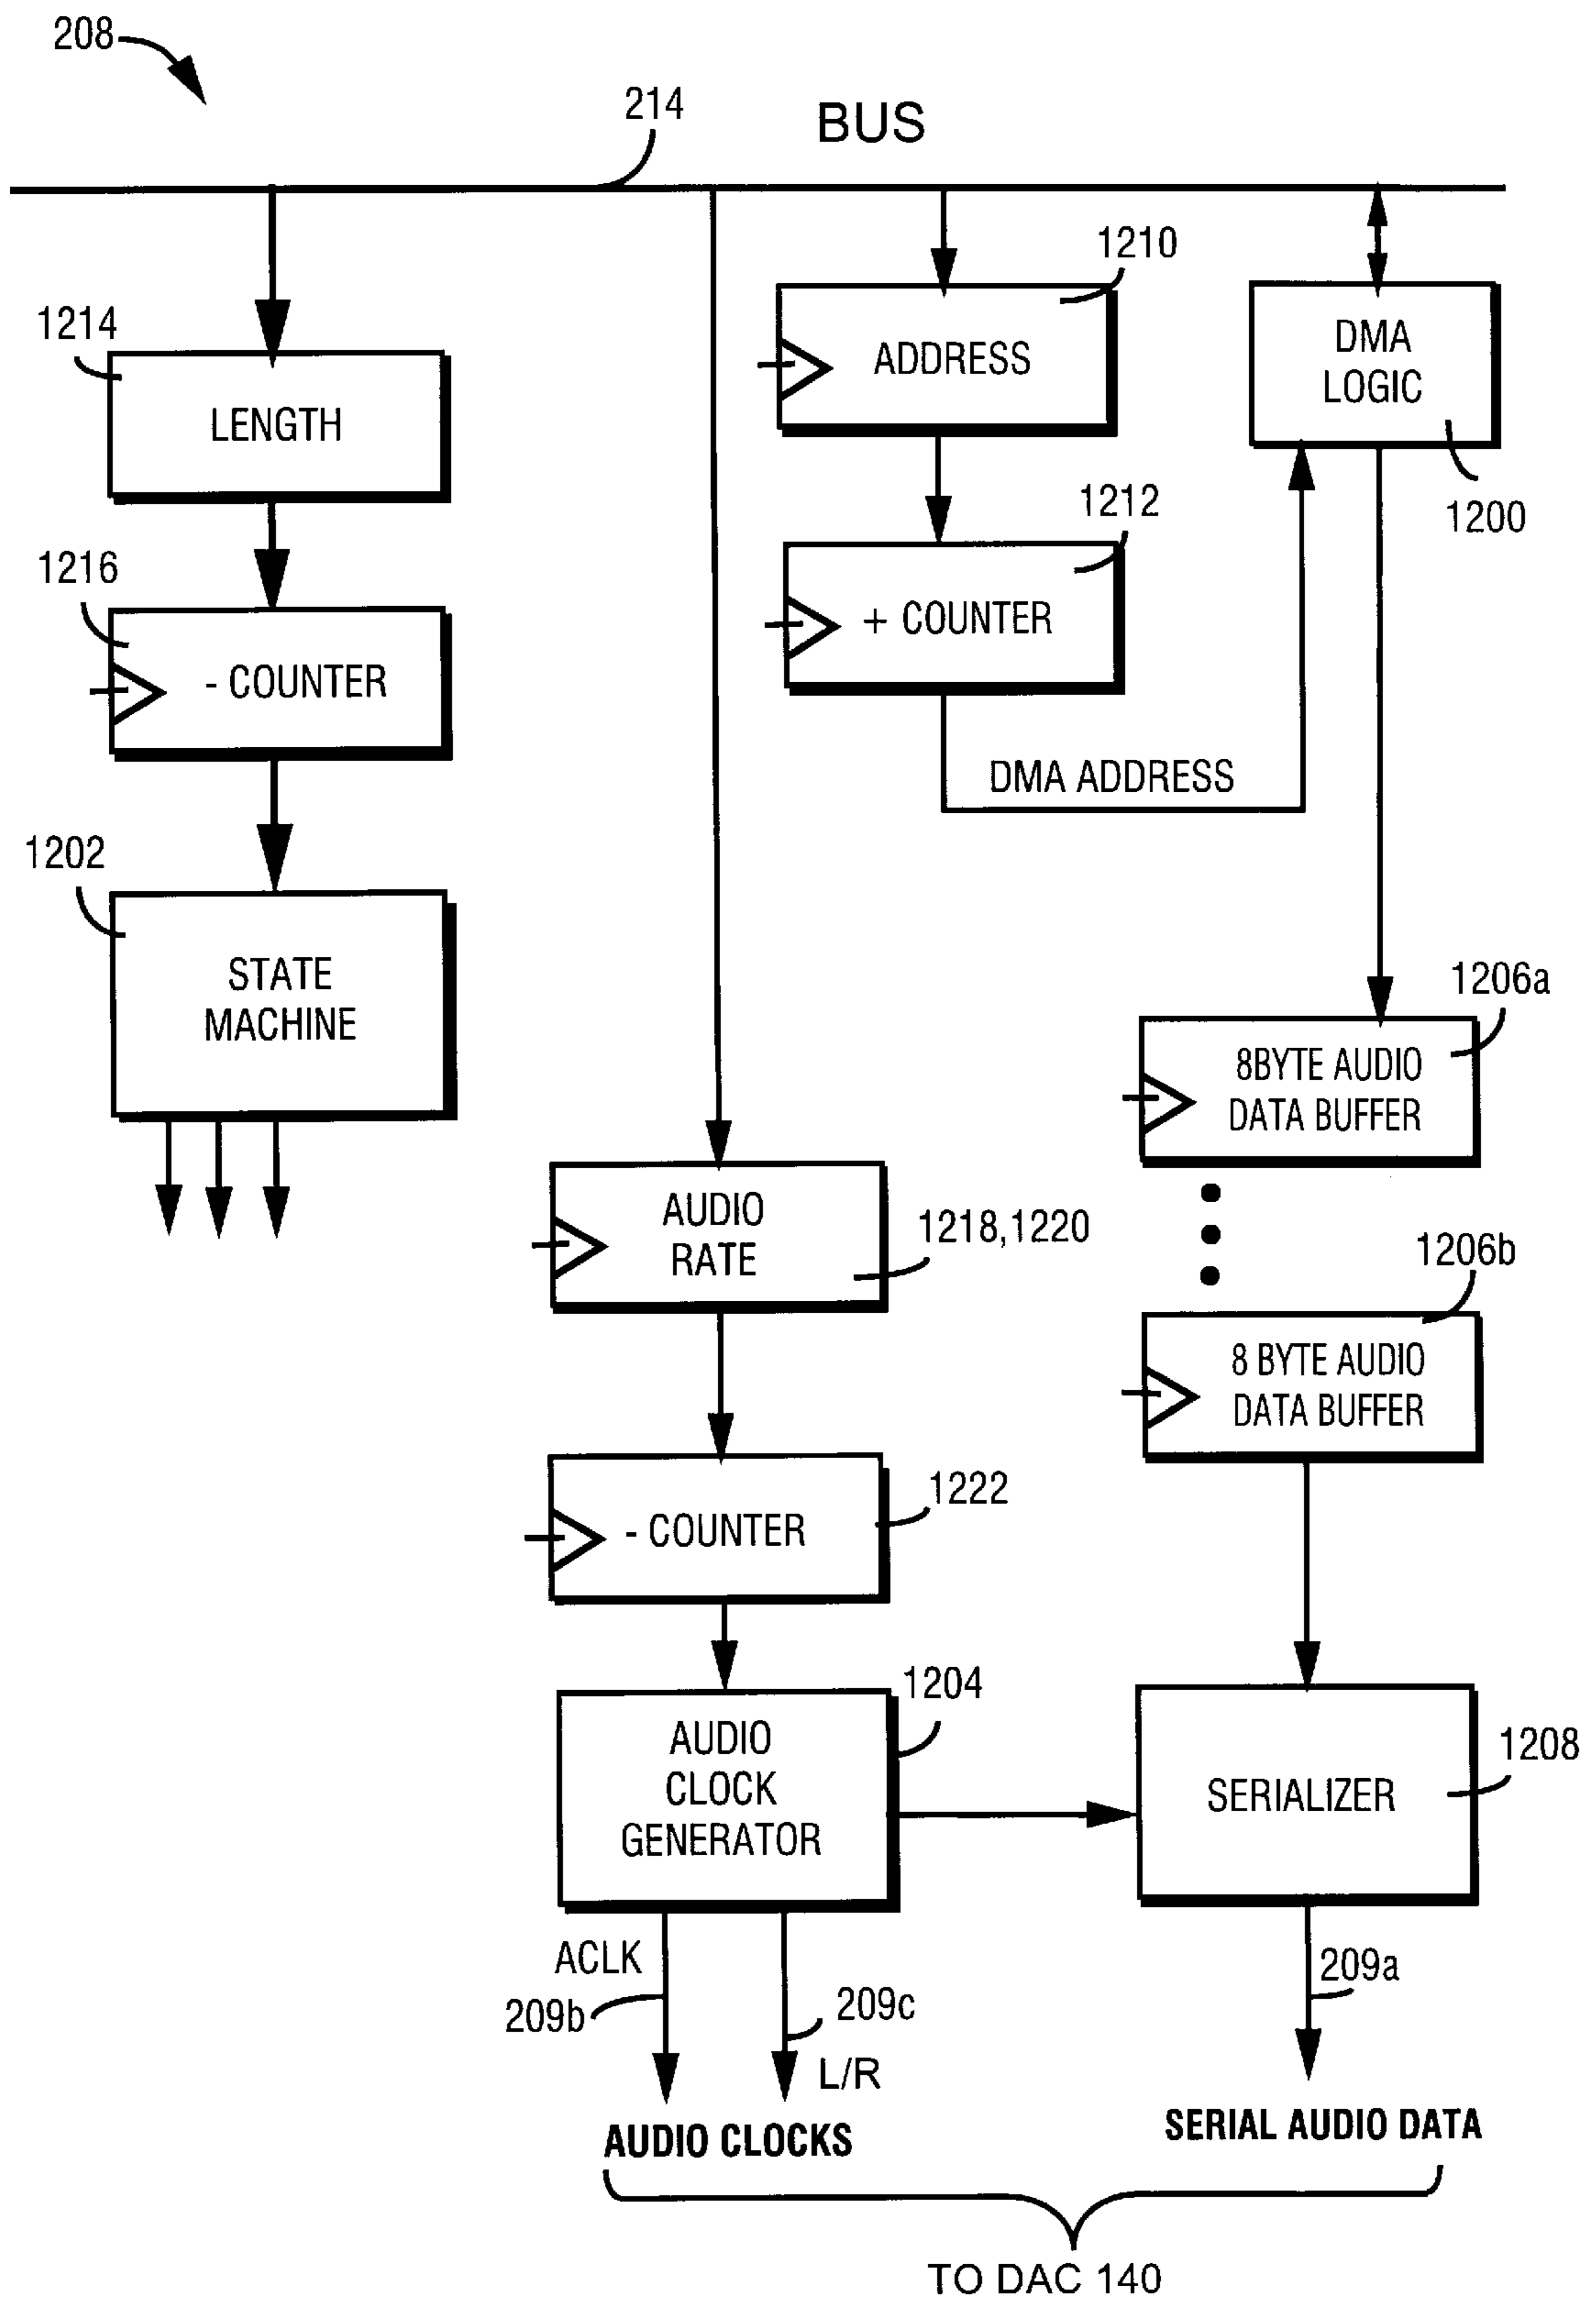 208
214
BUS
1210
1214
ADDRESS
DMA
LOGIC
LENGTH
1200
1212
1216
+ COUNTER
- COUNTER
DMA ADDRESS
1202
STATE
MACHINE
1206a
8BYTE AUDIO
DATA BUFFER
AUDIO
RATE
1218,1220
1206b
8 BYTE AUDIO
DATA BUFFER
1222
- COUNTER
1204
AUDIO
CLOCK
GENERATOR
1208
SERIALIZER
ACLK
209b
209c
L/R
209a
AUDIO CLOCKS
SERIAL AUDIO DATA
TO DAC 140